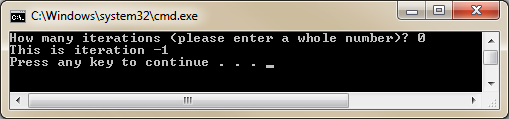 C:\Windows\system32\cmd.exe
How many iterations (please enter a whole number)? 0
This is iteration -1
Press any key to continue . . . _